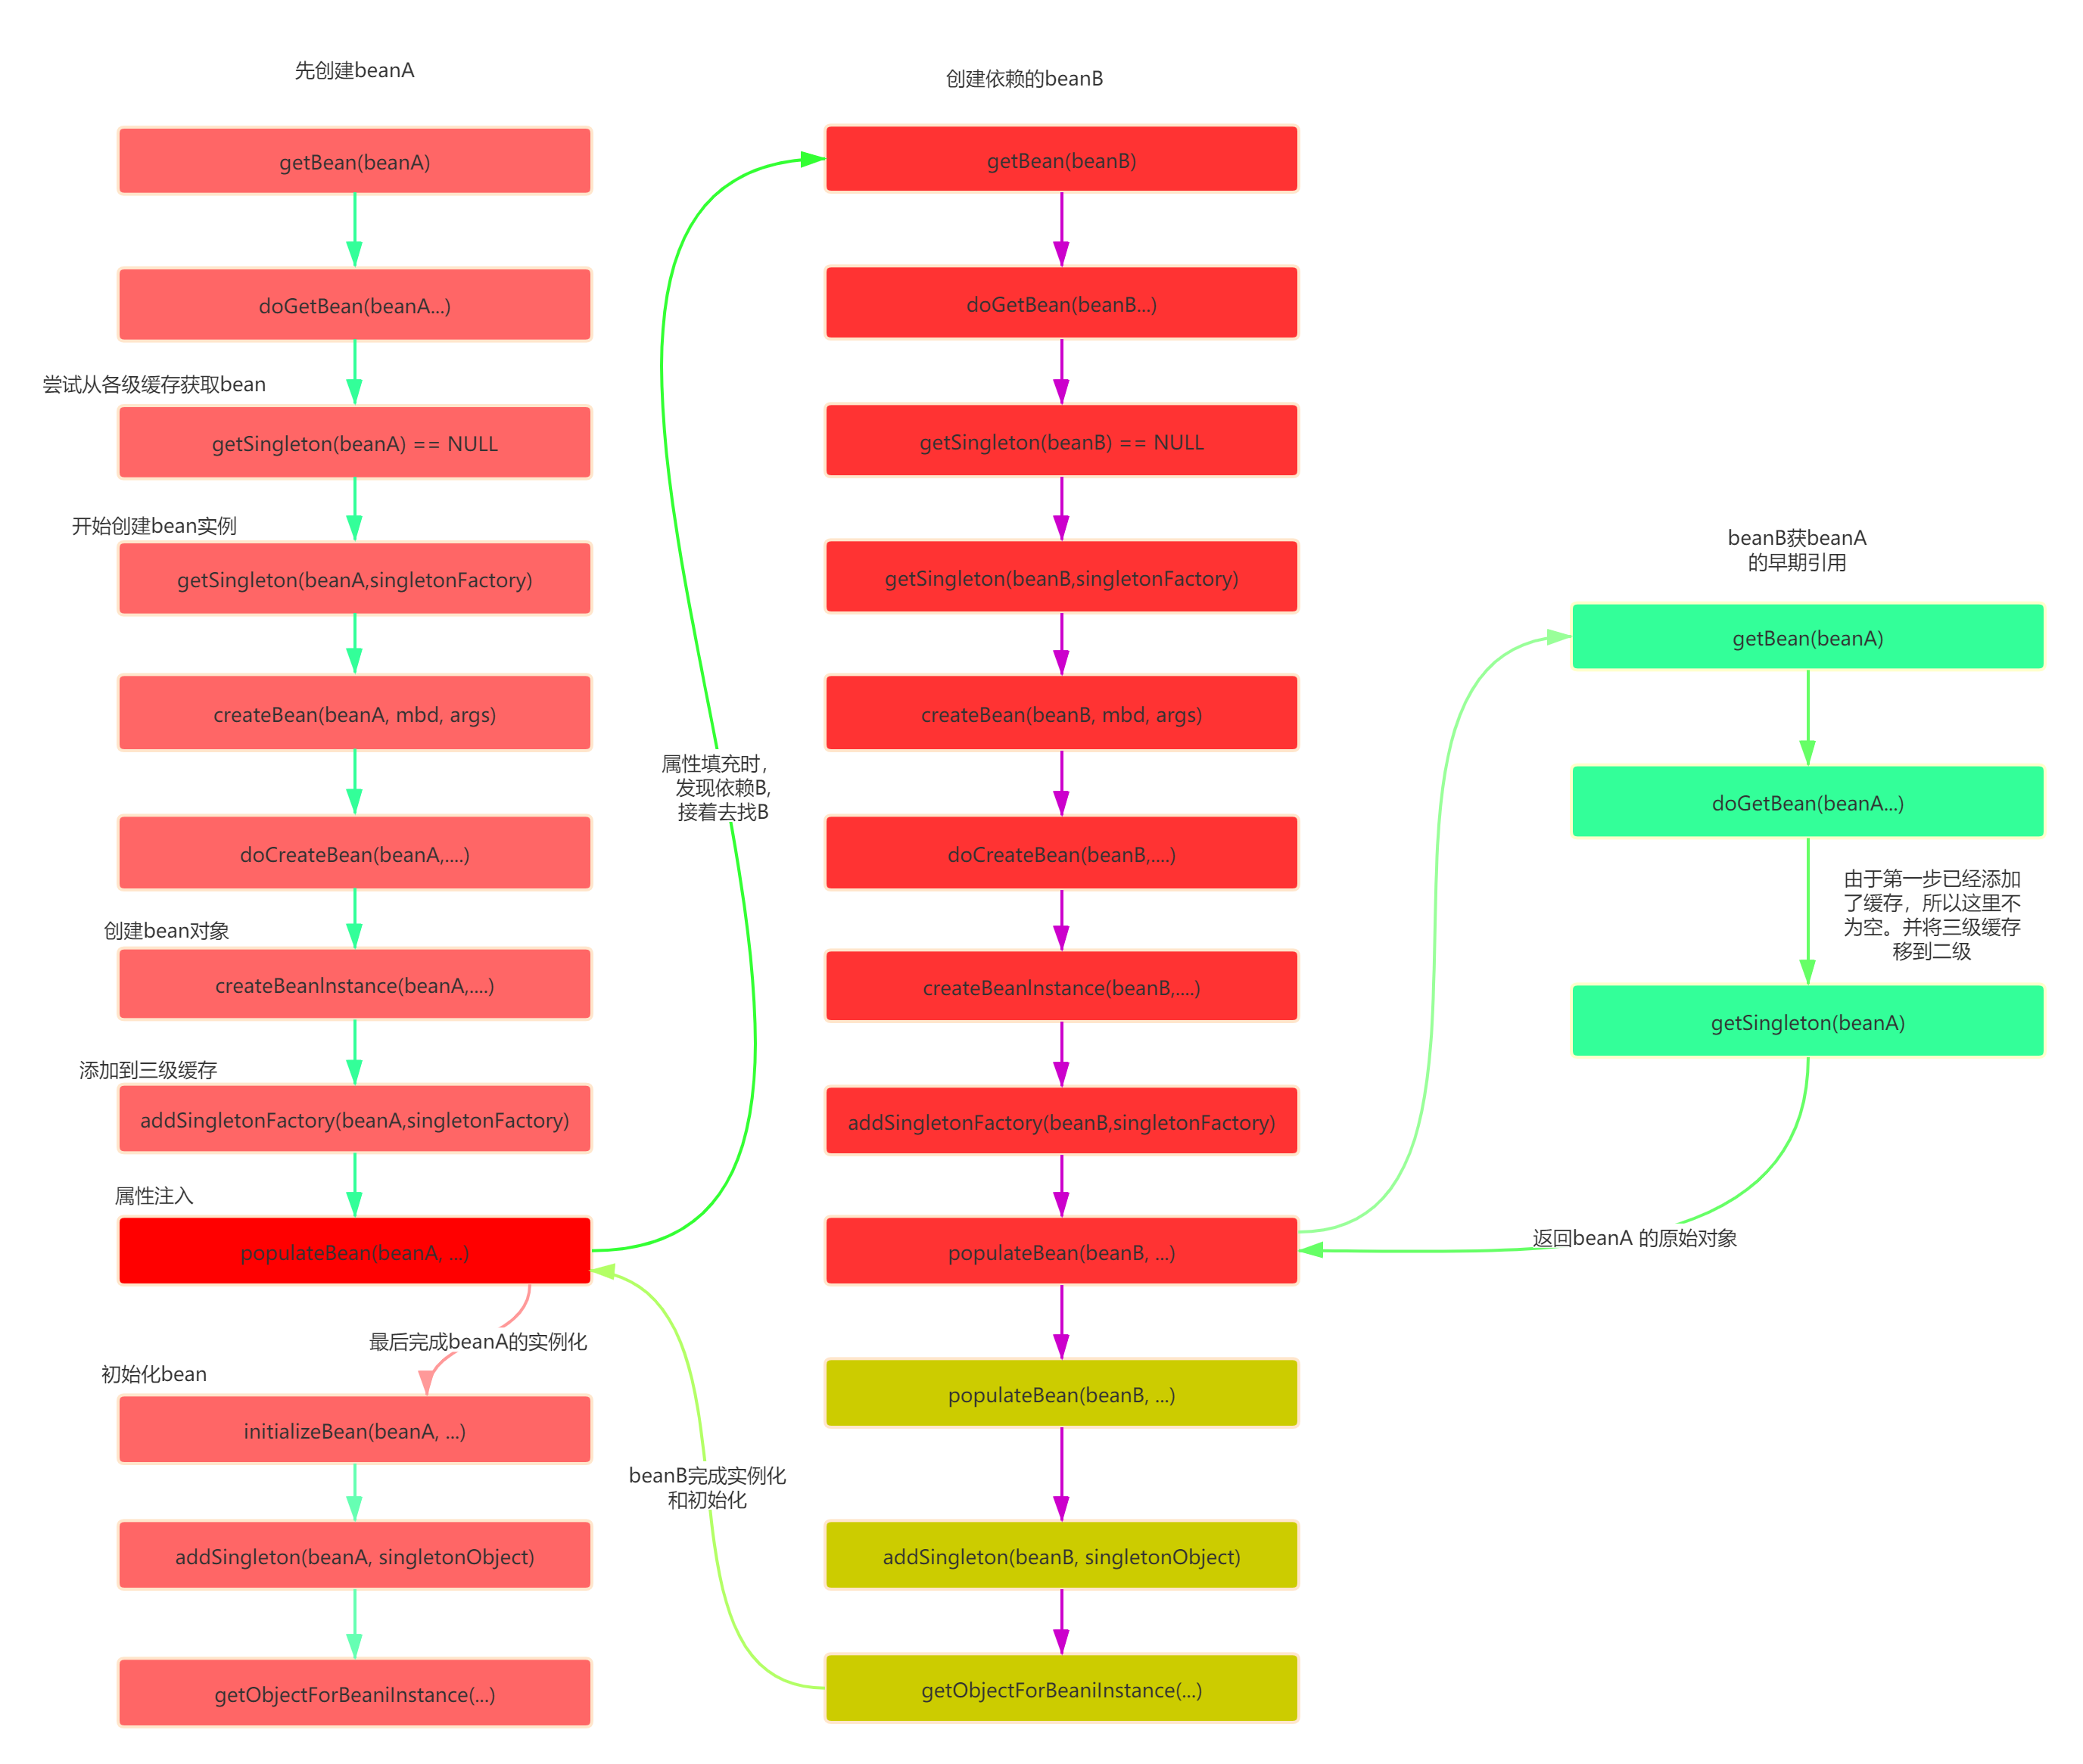 先创建beanA
getBean(beanA)
doGetBean(beanA...)
尝试从各级缓存获取bean
getSingleton(beanA) == NULL
开始创建bean实例
getSingleton(beanA,singletonFactory)
createBean(beanA, mbd, args)
doCreateBean(beanA,....)
创建bean对象
createBeanInstance(beanA,....)
添加到三级缓存
addSingletonFactory(beanA,singletonFactory)
属性注入
populateBean(beanA, ...)
最后完成beanA的实例化
初始化bean
initializeBean(beanA, ...)
addSingleton(beanA, singletonObject)
getObjectForBeaniInstance(...)
属性填充时，
发现依赖B,
接着去找B
beanB完成实例化
和初始化
创建依赖的beanB
getBean(beanB)
doGetBean(beanB...)
getSingleton(beanB) == NULL
getSingleton(beanB,singletonFactory)
createBean(beanB, mbd, args)
doCreateBean(beanB,....)
createBeanInstance(beanB,....)
addSingletonFactory(beanB,singletonFactory)
populateBean(beanB, ...)
populateBean(beanB, ...)
addSingleton(beanB, singletonObject)
getObjectForBeaniInstance(...)
beanB获beanA
的早期引用
getBean(beanA)
doGetBean(beanA...)
由于第一步已经添加
了缓存，所以这里不
为空。并将三级缓存
移到二级
getSingleton(beanA)
返回beanA 的原始对象